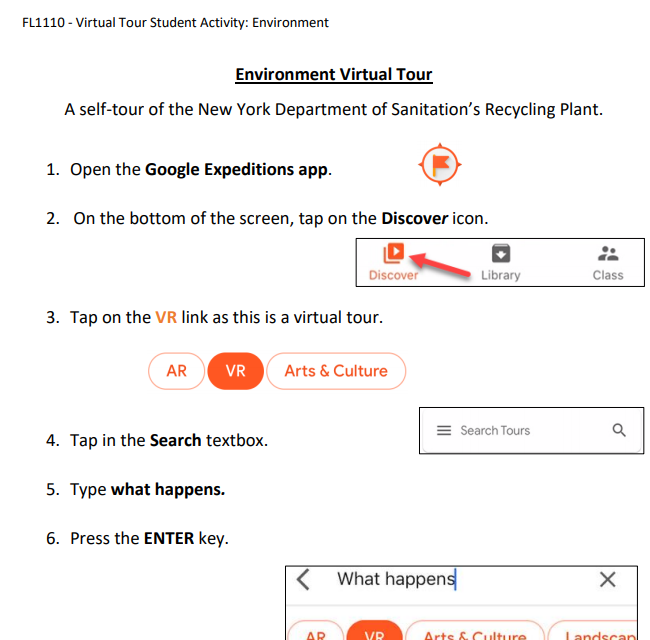 FL1110 - Virtual Tour Student Activity: Environment
Environment Virtual Tour
A self-tour of the New York Department of Sanitation’s Recycling Plant.
1. Open the Google Expeditions app.
2. On the bottom of the screen, tap on the Discover icon.
Discover Library Class
3. Tap on the VR link as this is a virtual tour.
AR VR Arts & Culture
Search Tours
4. Tap in the Search textbox.
5. Type what happens.
6. Press the ENTER key.
What happens
AR VR Arts & Culture Landscap